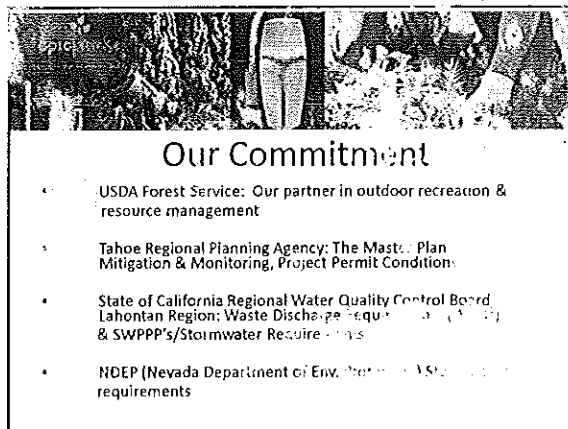 Our Commitment
• USDA Forest Service: Our partner in outdoor recreation &
resource management
• Tahoe Regional Planning Agency: The Master Plan
Mitigation & Monitoring, Project Permit Conditions
• State of California Regional Water Quality Control Board
Lahontan Region: Waste Discharge
& SWPPP's/Stormwater
• NDEP (Nevada Department of Env.
requirements